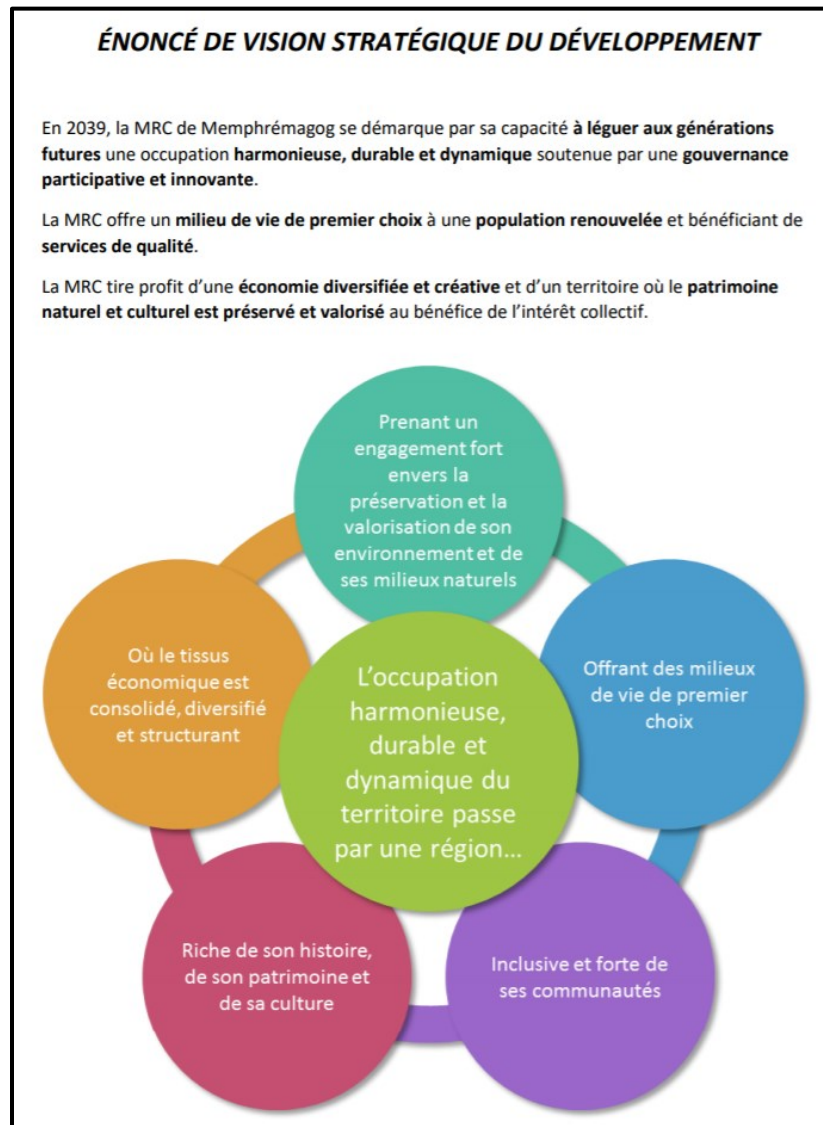 ÉNONCÉ DE VISION STRATÉGIQUE DU DÉVELOPPEMENT
En 2039, la MRC de Memphrémagog se démarque par sa capacité à léguer aux générations
futures une occupation harmonieuse, durable et dynamique soutenue par une gouvernance
participative et innovante.
La MRC offre un milieu de vie de premier choix à une population renouvelée et bénéficiant de
services de qualité.
La MRC tire profit d'une économie diversifiée et créative et d'un territoire où le patrimoine
naturel et culturel est préservé et valorisé au bénéfice de l'intérêt collectif.
Prenant un
engagement fort
envers la
préservation et la
valorisation de son
environnement et de
ses milieux naturels
Offrant des milieux
de vie de premier
choix
Inclusive et forte de
ses communautés
Riche de son histoire,
de son patrimoine et
de sa culture
Où le tissus
économique est
consolidé, diversifié
et structurant
L'occupation
harmonieuse,
durable et
dynamique du
territoire passe
par une région…